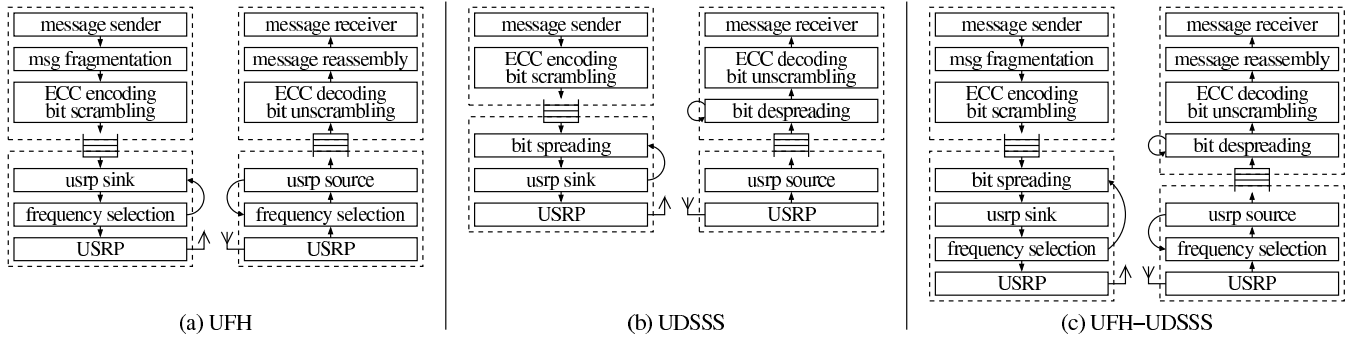 message sender
msg fragmentation
ECC encoding
bit scrambling
usrp sink
frequency selection
USRP
message receiver
message reassembly
ECC decoding
bit unscrambling
usrp source
frequency selection
USRP
(a) UFH
message sender
ECC encoding
bit scrambling
bit spreading
usrp sink
USRP
message receiver
ECC decoding
bit unscrambling
bit despreading
usrp source
USRP
(b) UDSSS
message sender
msg fragmentation
ECC encoding
bit scrambling
bit spreading
usrp sink
frequency selection
USRP
message receiver
message reassembly
ECC decoding
bit unscrambling
bit despreading
usrp source
frequency selection
USRP
(c) UFH–UDSSS